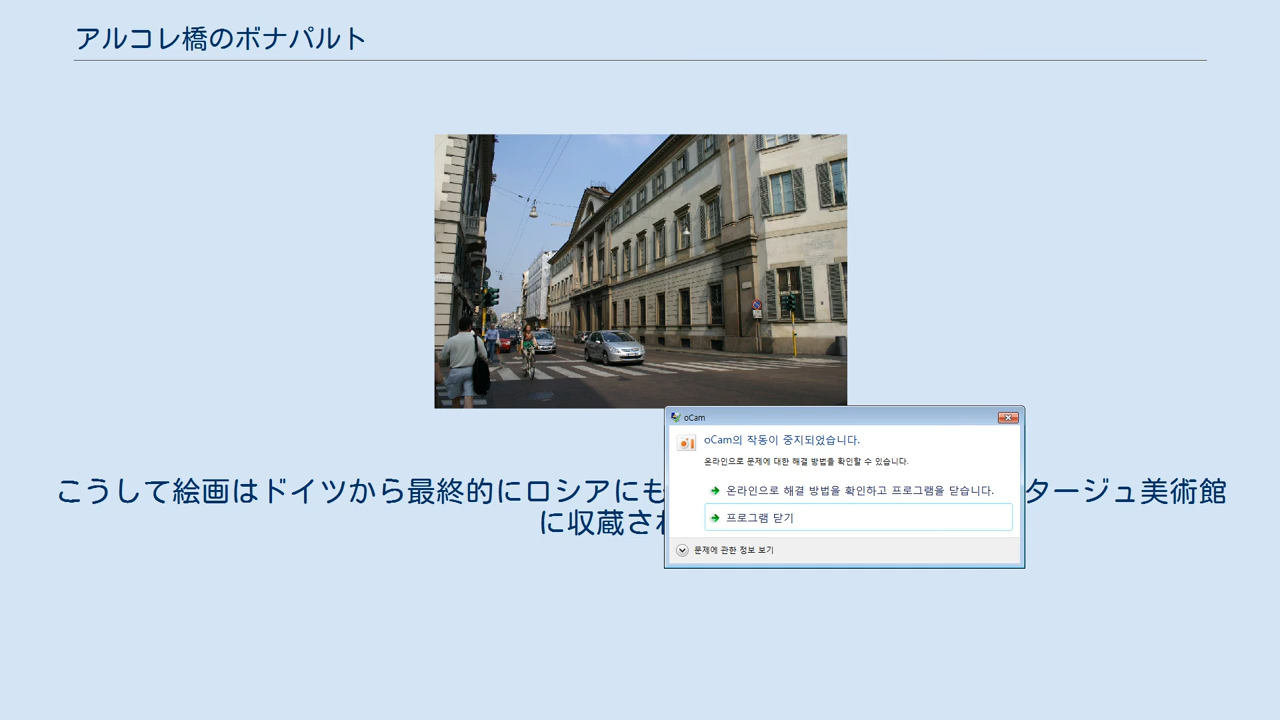 アルコレ橋のボナパルト
こうして絵画はドイツから最終的にロシアにも
タージュ美術館
に収蔵され
oCam
oCam의 작동이 중지되었습니다.
온라인으로 문제에 대한 해결 방법을 확인할 수 있습니다.
온라인으로 해결 방법을 확인하고 프로그램을 닫습니다.
프로그램 닫기
문제에 관한 정보 보기